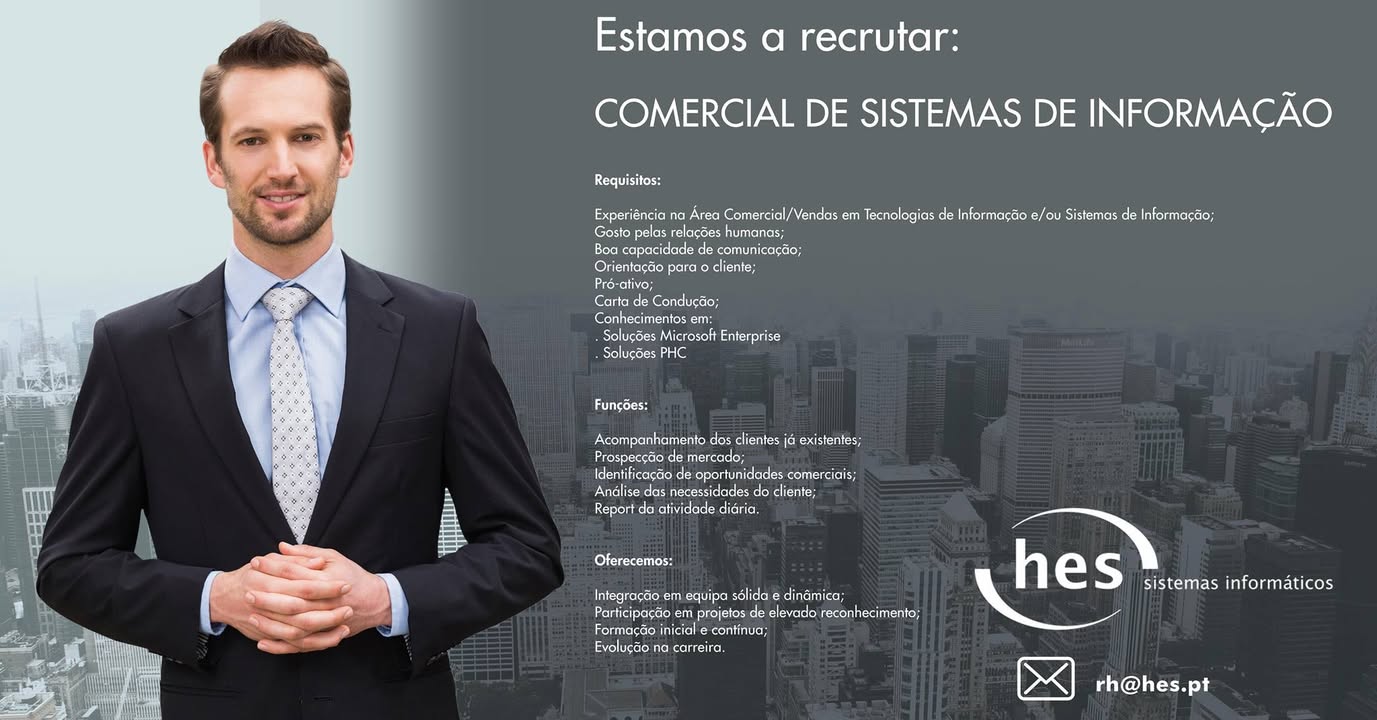 Estamos a recrutar:
COMERCIAL DE SISTEMAS DE INFORMAÇÃO
Requisitos:
Experiência na Área Comercial/Vendas em Tecnologias de Informação e/ou Sistemas de Informação;
Gosto pelas relações humanas;
Boa capacidade de comunicação;
Orientação para o cliente;
Pró-ativo;
Carta de Condução;
Conhecimentos em:
. Soluções Microsoft Enterprise
. Soluções PHC
Funções:
Acompanhamento dos clientes já existentes;
Prospecção de mercado;
Identificação de oportunidades comerciais;
Análise das necessidades do cliente;
Report da atividade diária.
Oferecemos:
Integração em equipa sólida e dinâmica;
Participação em projetos de elevado reconhecimento;
Formação inicial e contínua;
Evolução na carreira.
MetLife
hes
sistemas informáticos
rh@hes.pt